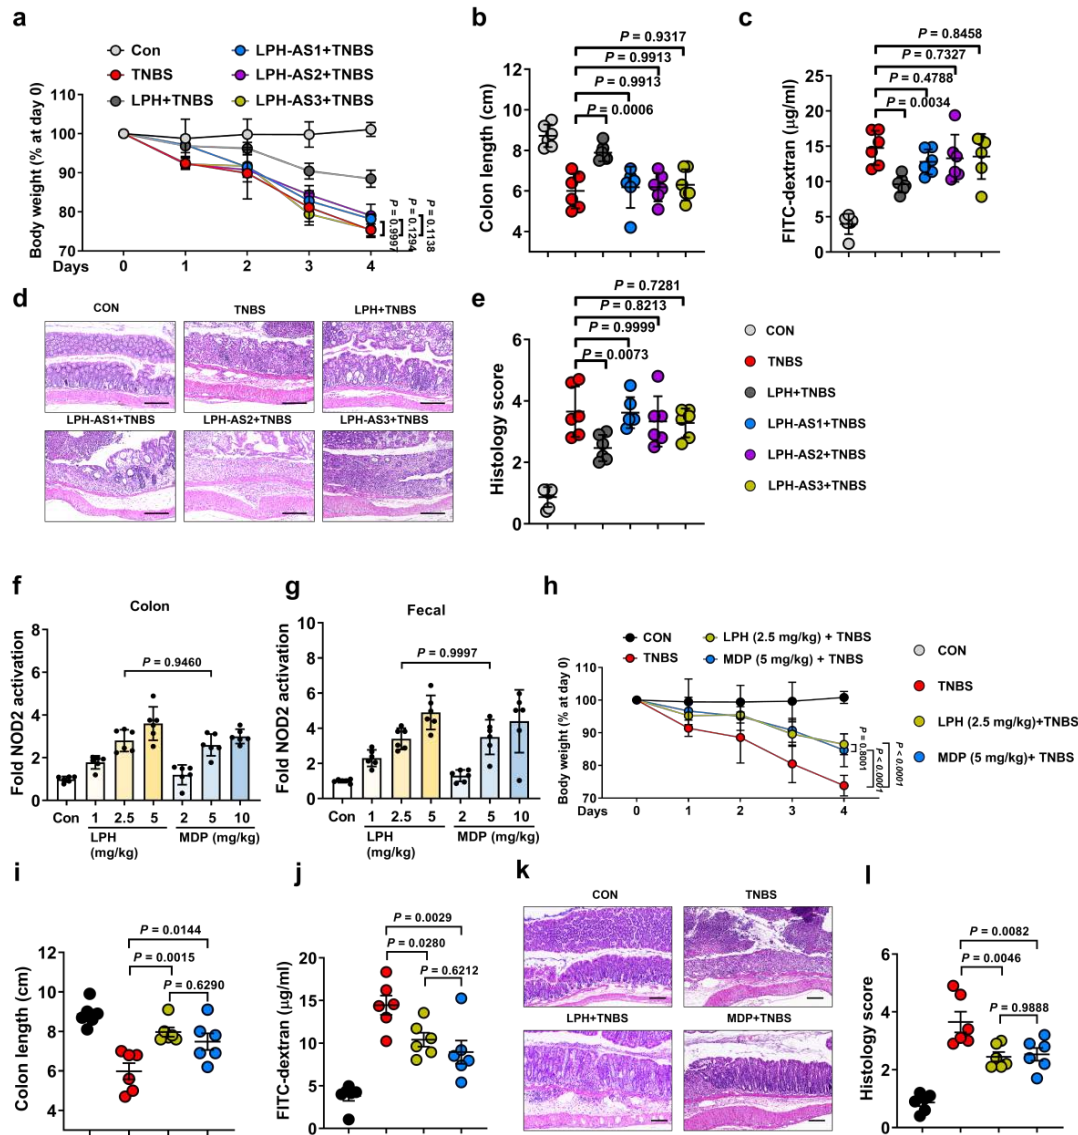 a
Con
TNBS
LPH+TNBS
LPH-AS1+TNBS
LPH-AS2+TNBS
LPH-AS3+TNBS
Body weight (% at day 0)
110
100
90
80
70
Days
0 1 2 3 4
P = 0.9997
P = 0.1294
P = 0.1138
b
P = 0.9317
P = 0.9913
P = 0.9913
P = 0.0006
Colon length (cm)
12
10
8
6
4
c
P = 0.8458
P = 0.7327
P = 0.4788
P = 0.0034
FITC-dextran (μg/ml)
25
20
15
10
5
0
d
CON TNBS LPH+TNBS
LPH-AS1+TNBS LPH-AS2+TNBS LPH-AS3+TNBS
e
P = 0.7281
P = 0.8213
P = 0.9999
P = 0.0073
Histology score
6
4
2
0
CON
TNBS
LPH+TNBS
LPH-AS1+TNBS
LPH-AS2+TNBS
LPH-AS3+TNBS
f
Colon
P = 0.9460
Fold NOD2 activation
8
6
4
2
0
Con 1 2.5 5 2 5 10
LPH MDP (mg/kg)
(mg/kg)
g
Fecal
P = 0.9997
Fold NOD2 activation
10
8
6
4
2
0
Con 1 2.5 5 2 5 10
LPH MDP (mg/kg)
(mg/kg)
h
CON
TNBS
LPH (2.5 mg/kg) + TNBS
MDP (5 mg/kg) + TNBS
Body weight (% at day 0)
110
100
90
80
70
Days 0 1 2 3 4
P = 0.8001
P < 0.0001
P < 0.0001
CON
TNBS
LPH (2.5 mg/kg)+TNBS
MDP (5 mg/kg)+ TNBS
i
P = 0.0144
P = 0.0015
P = 0.6290
Colon length (cm)
12
10
8
6
4
j
P = 0.0029
P = 0.0280
P = 0.6212
FITC-dextran (μg/ml)
20
15
10
5
0
k
CON TNBS
LPH+TNBS MDP+TNBS
l
P = 0.0082
P = 0.0046
P = 0.9888
Histology score
6
4
2
0